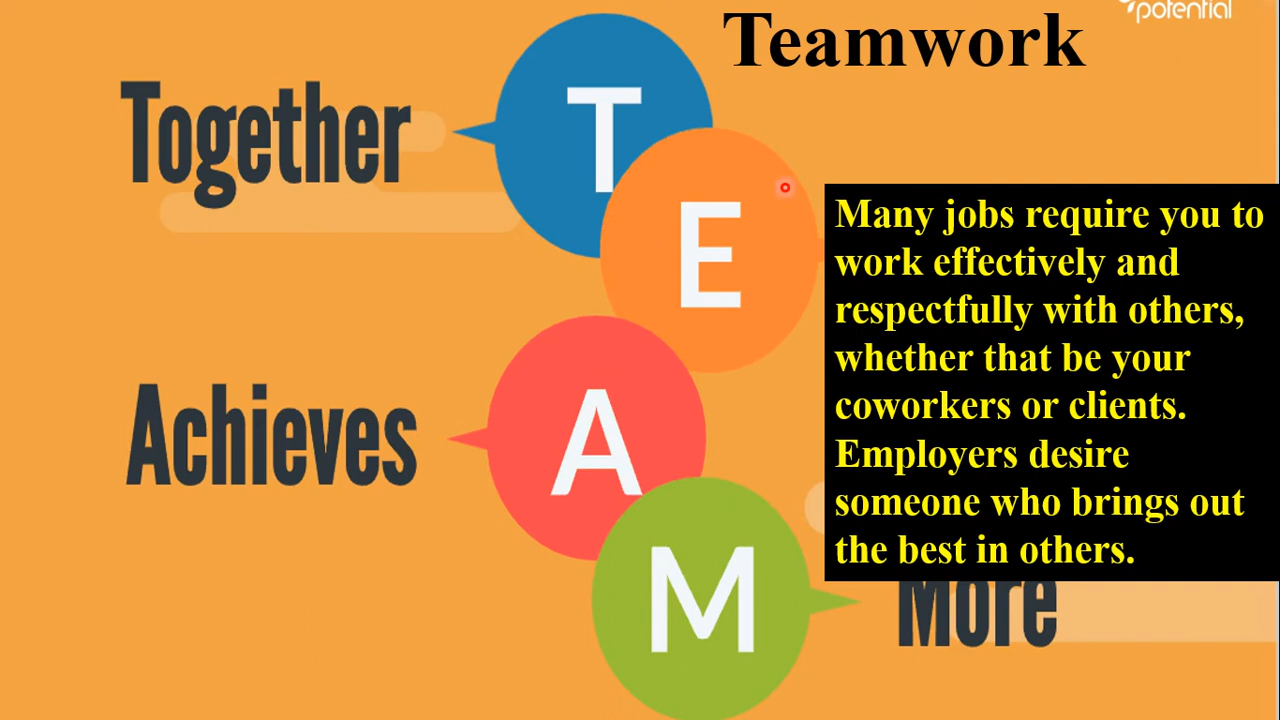 potential
Teamwork
Together
T
E
Many jobs require you to
work effectively and
respectfully with others,
whether that be your
coworkers or clients.
Employers desire
someone who brings out
the best in others.
Achieves
A
M
More